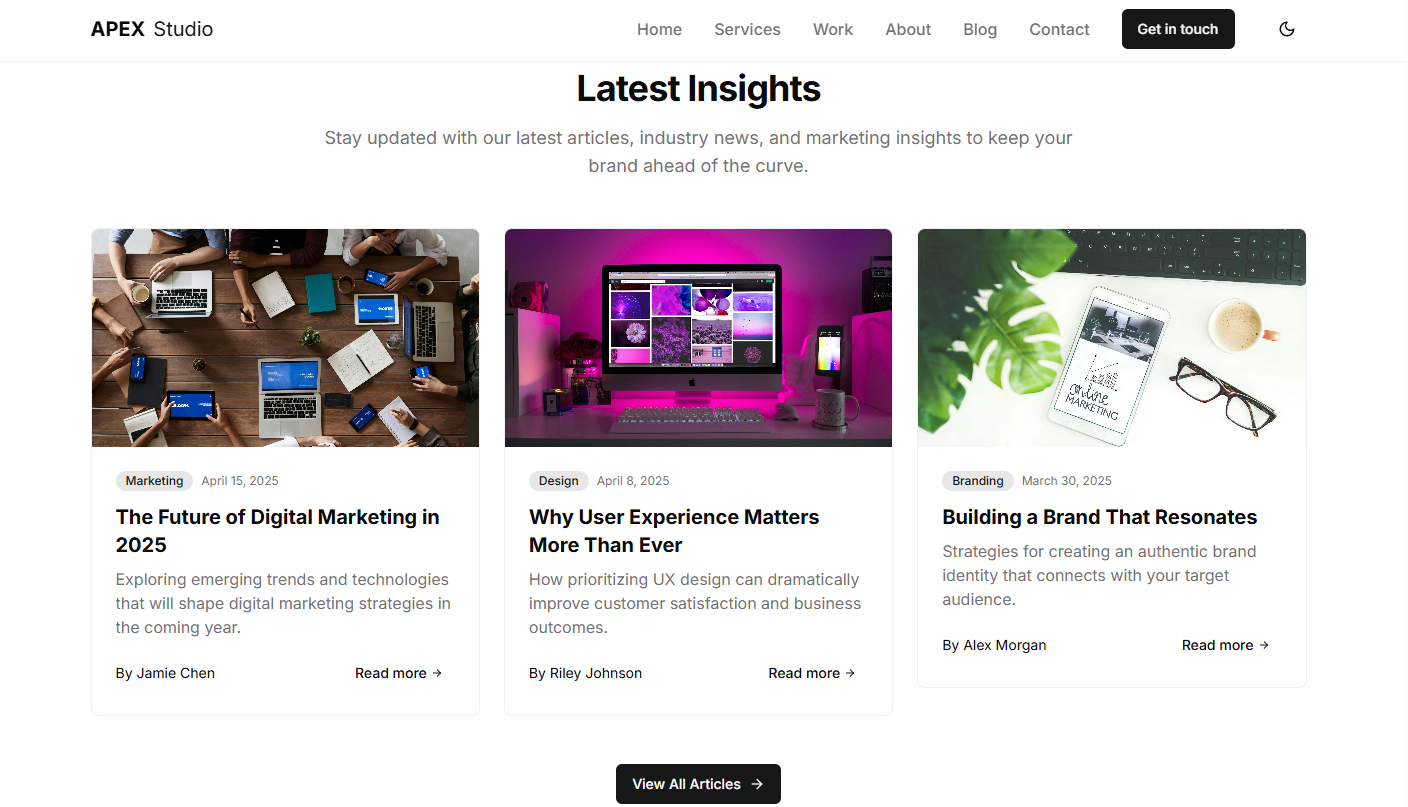 APEX Studio
Home Services Work About Blog Contact Get in touch
Latest Insights
Stay updated with our latest articles, industry news, and marketing insights to keep your
brand ahead of the curve.
online
MARKETING
Marketing April 15, 2025
The Future of Digital Marketing in
2025
Exploring emerging trends and technologies
that will shape digital marketing strategies in
the coming year.
By Jamie Chen Read more →
Design April 8, 2025
Why User Experience Matters
More Than Ever
How prioritizing UX design can dramatically
improve customer satisfaction and business
outcomes.
By Riley Johnson Read more →
Branding March 30, 2025
Building a Brand That Resonates
Strategies for creating an authentic brand
identity that connects with your target
audience.
By Alex Morgan Read more →
View All Articles →